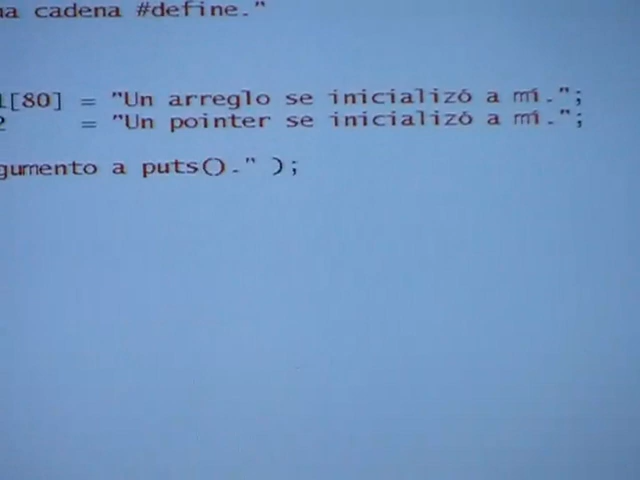 na cadena #define."
1[80] = "Un arreglo se inicializó a mí.";
2 = "Un pointer se inicializó a mí.";
gumento a puts()." );